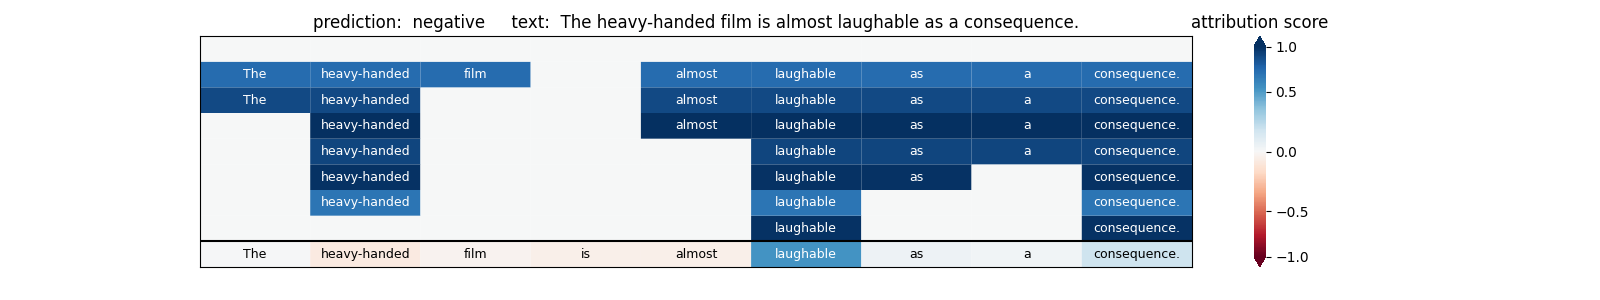 prediction:  negative     text:  The heavy-handed film is almost laughable as a consequence.
attribution score
The heavy-handed film almost laughable as a consequence.
The heavy-handed almost laughable as a consequence.
heavy-handed almost laughable as a consequence.
heavy-handed laughable as a consequence.
heavy-handed laughable as consequence.
heavy-handed laughable consequence.
laughable consequence.
The heavy-handed film is almost laughable as a consequence.
1.0
0.5
0.0
−0.5
−1.0